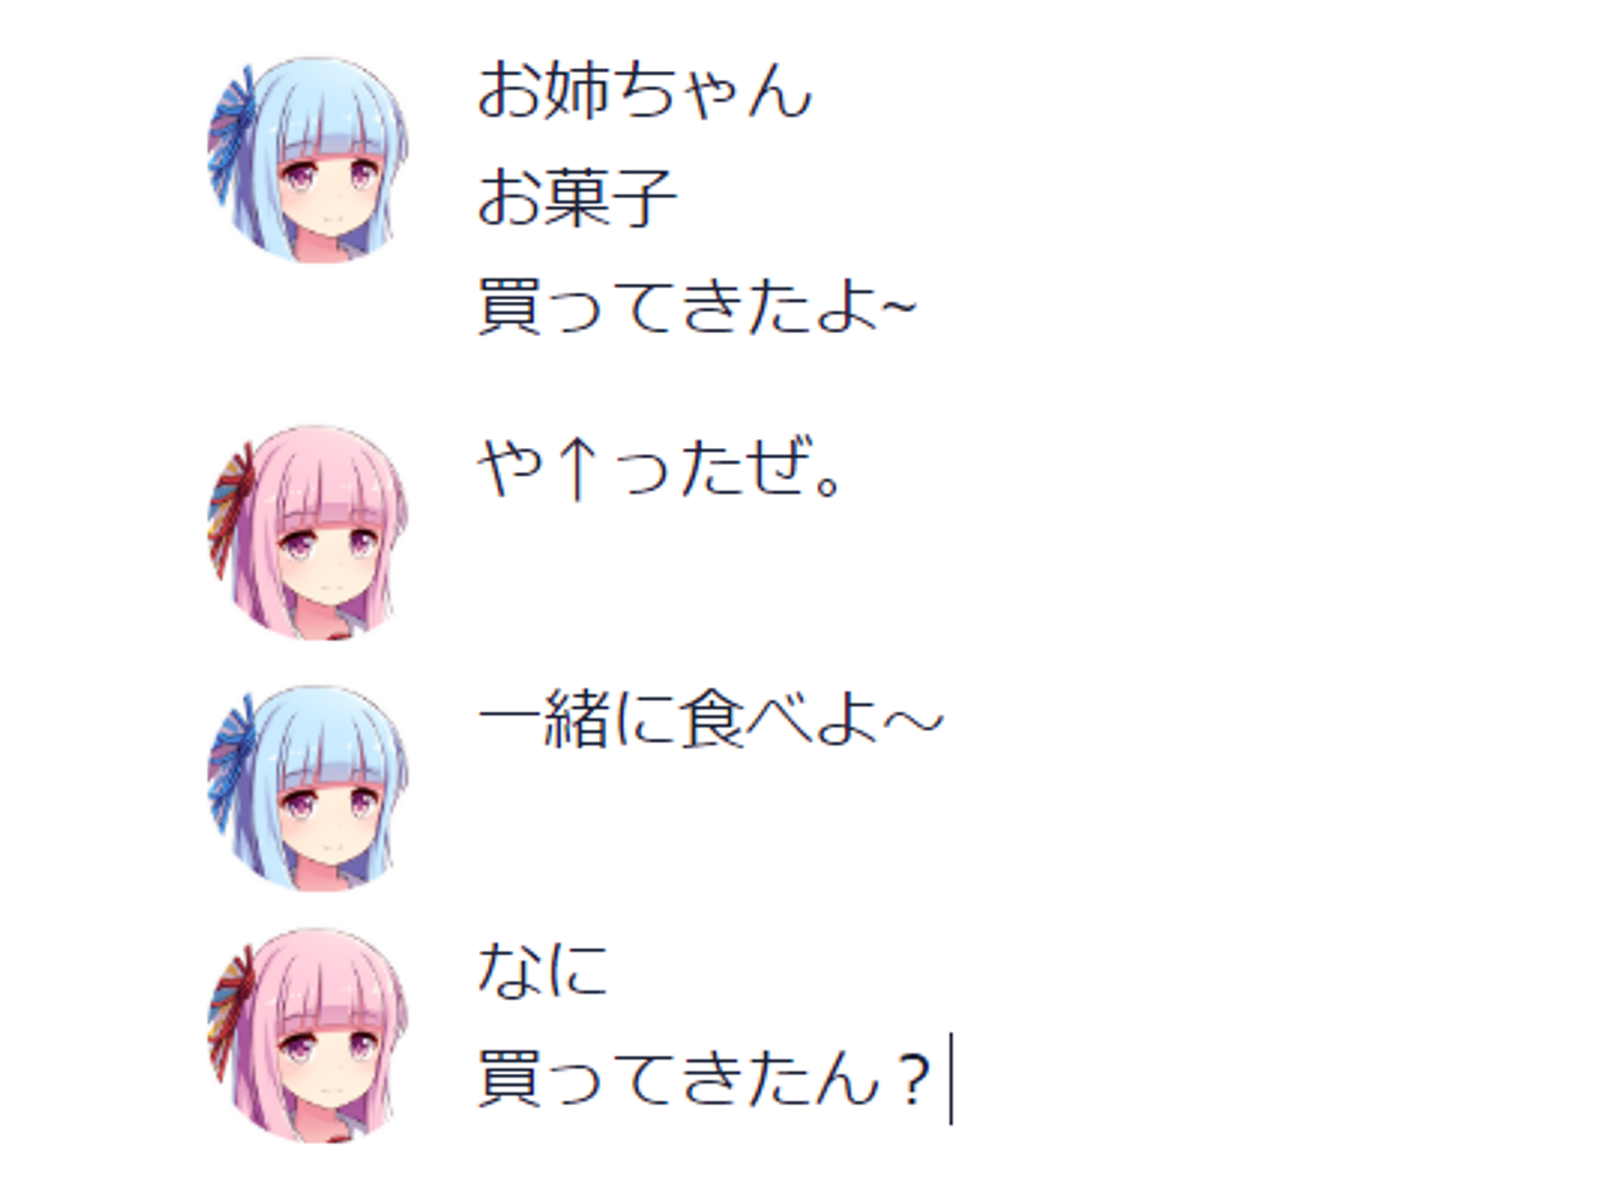 お姉ちゃん
お菓子
買ってきたよ~
や↑ったぜ。
一緒に食べよ～
なに
買ってきたん？